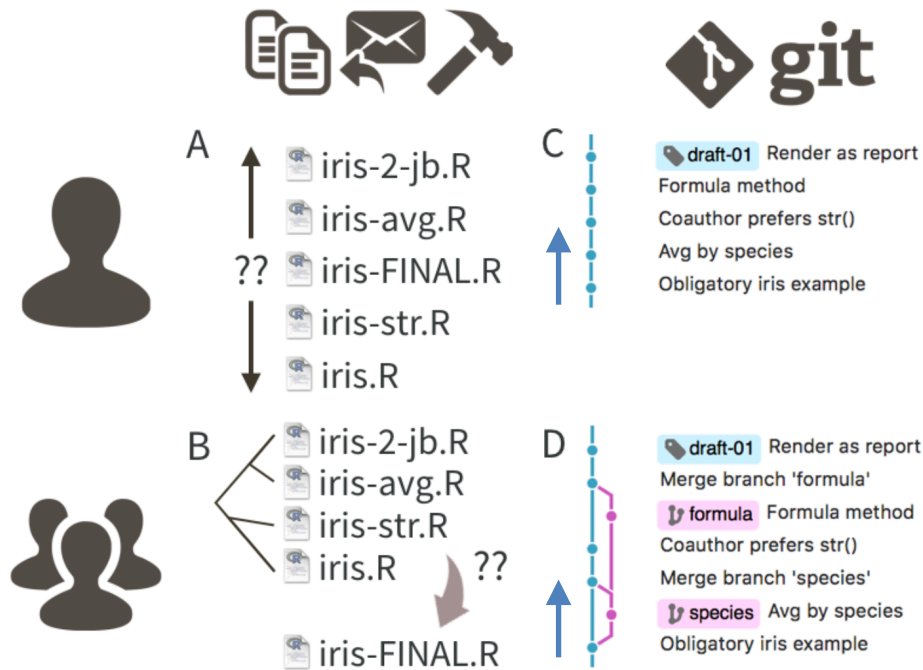 git
A
iris-2-jb.R
iris-avg.R
??
iris-FINAL.R
iris-str.R
iris.R
C
draft-01 Render as report
Formula method
Coauthor prefers str()
Avg by species
Obligatory iris example
B
iris-2-jb.R
iris-avg.R
iris-str.R
iris.R
??
iris-FINAL.R
D
draft-01 Render as report
Merge branch 'formula'
formula Formula method
Coauthor prefers str()
Merge branch 'species'
species Avg by species
Obligatory iris example